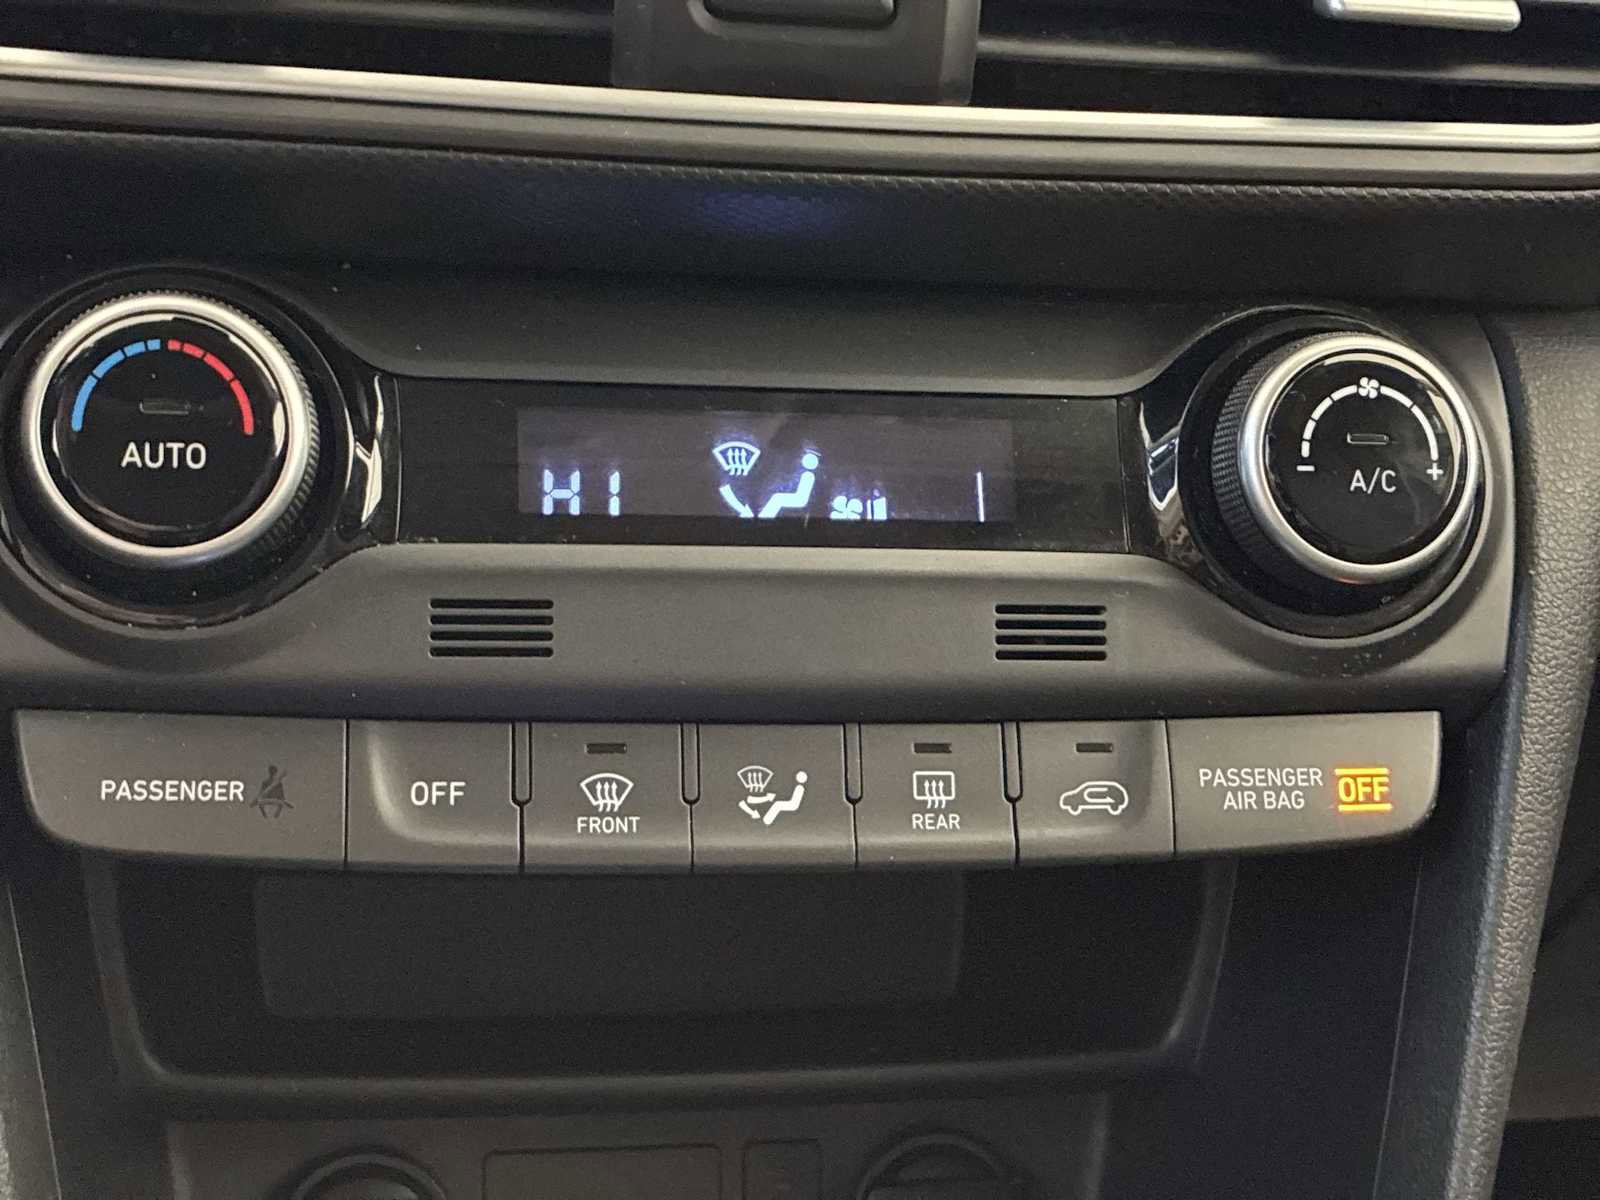 AUTO
HI
A/C
PASSENGER
OFF
FRONT
REAR
PASSENGER
AIR BAG
OFF